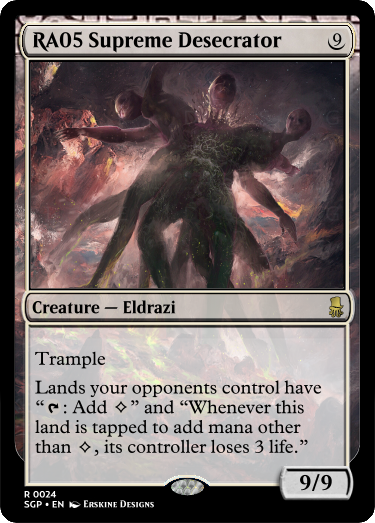 RA05 Supreme Desecrator 9
Creature — Eldrazi
Trample
Lands your opponents control have
“: Add ” and “Whenever this
land is tapped to add mana other
than , its controller loses 3 life.”
9/9
R 0024
SGP • EN Erskine Designs